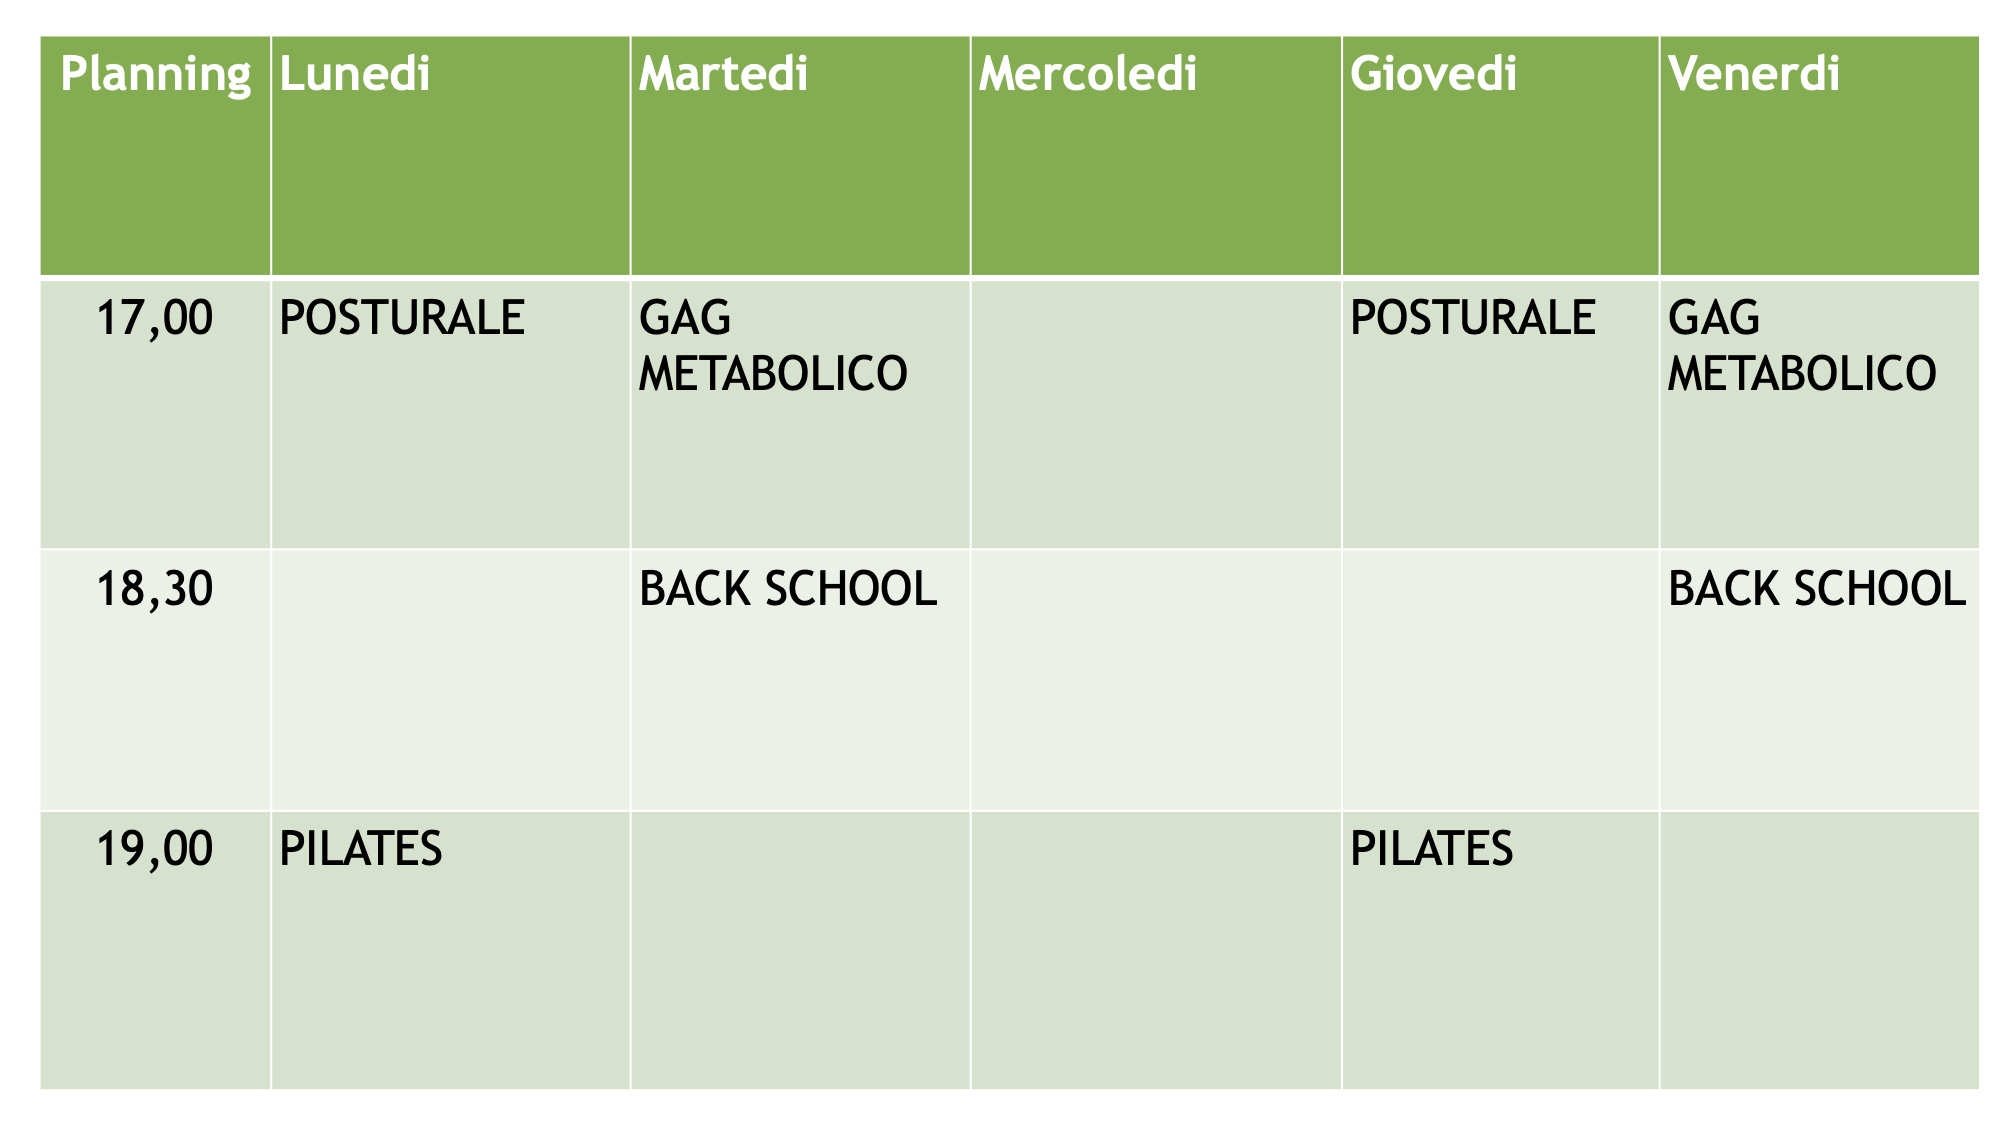 Planning Lunedi Martedi Mercoledi Giovedi Venerdi
17,00 POSTURALE GAG METABOLICO POSTURALE GAG METABOLICO
18,30 BACK SCHOOL BACK SCHOOL
19,00 PILATES PILATES